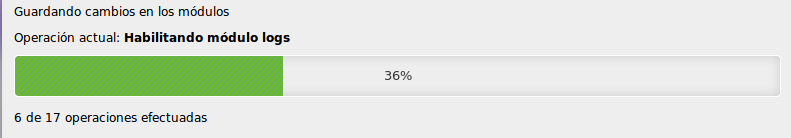 Guardando cambios en los módulos
Operación actual: Habilitando módulo logs
36%
6 de 17 operaciones efectuadas